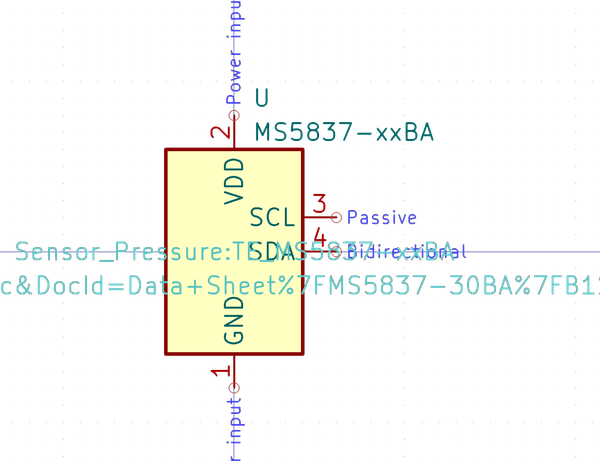 Power input
U
MS5837-xxBA
2
VDD
SCL
3
Passive
SDA
4
Bidirectional
Sensor_Pressure:TE_MS5837-xxBA
c&DocId=Data+Sheet%7FMS5837-30BA%7FB1
GND
1
r input